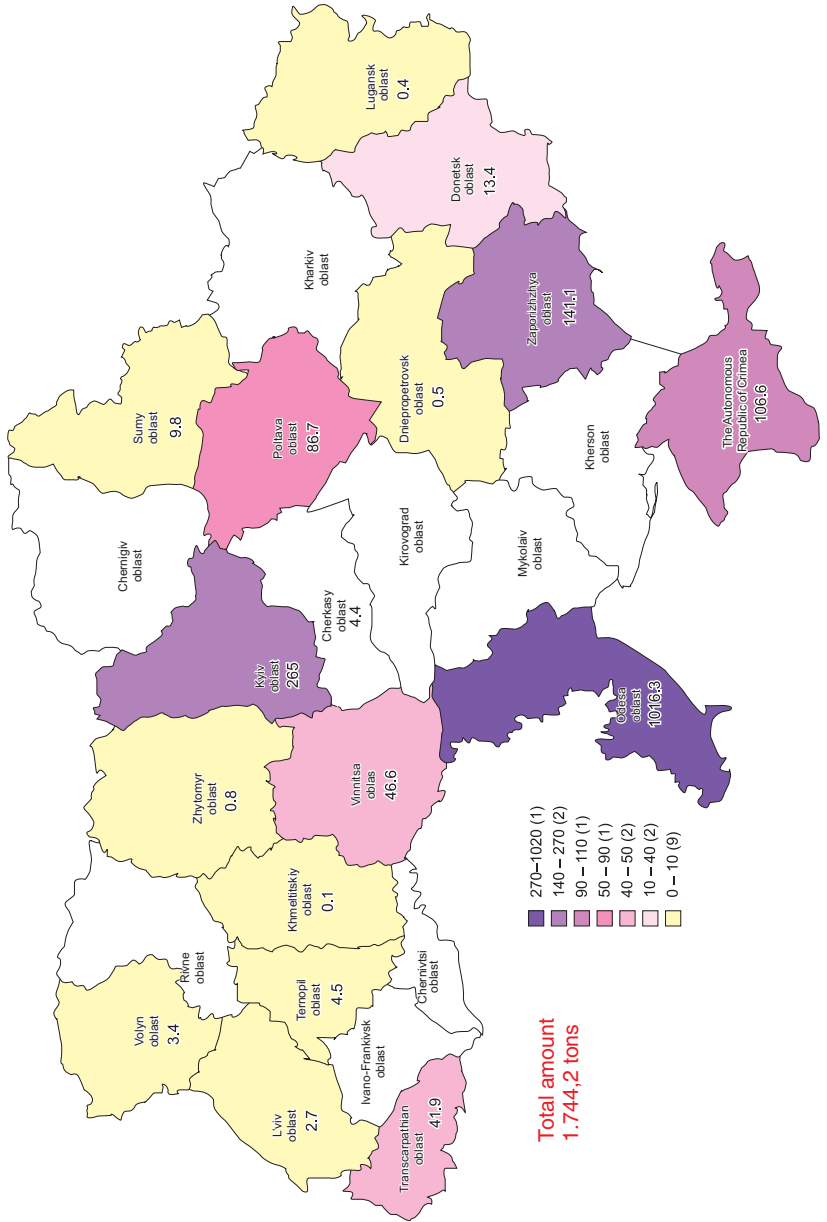 Lugansk
oblast
0.4
Donetsk
oblast
13.4
Kharkiv
oblast
Zaporizhzhya
oblast
141.1
Sumy
oblast
9.8
Poltava
oblast
86.7
Dniepropetrovsk
oblast
0.5
The Autonomous
Republic of Crimea
106.6
Kherson
oblast
Chernigiv
oblast
Kirovograd
oblast
Mykolaiv
oblast
Cherkasy
oblast
4.4
Kyiv
oblast
265
Odesa
oblast
1016.3
Zhytomyr
oblast
0.8
Vinnitsa
oblas
46.6
Khmeltitskiy
oblast
0.1
Rivne
oblast
Ternopil
oblast
4.5
Chernivtsi
oblast
Volyn
oblast
3.4
Ivano-Frankivsk
oblast
L'viv
oblast
2.7
Transcarpathian
oblast
41.9
270–1020 (1)
140 – 270 (2)
90 – 110 (1)
50 – 90 (1)
40 – 50 (2)
10 – 40 (2)
0 – 10 (9)
Total amount
1.744,2 tons